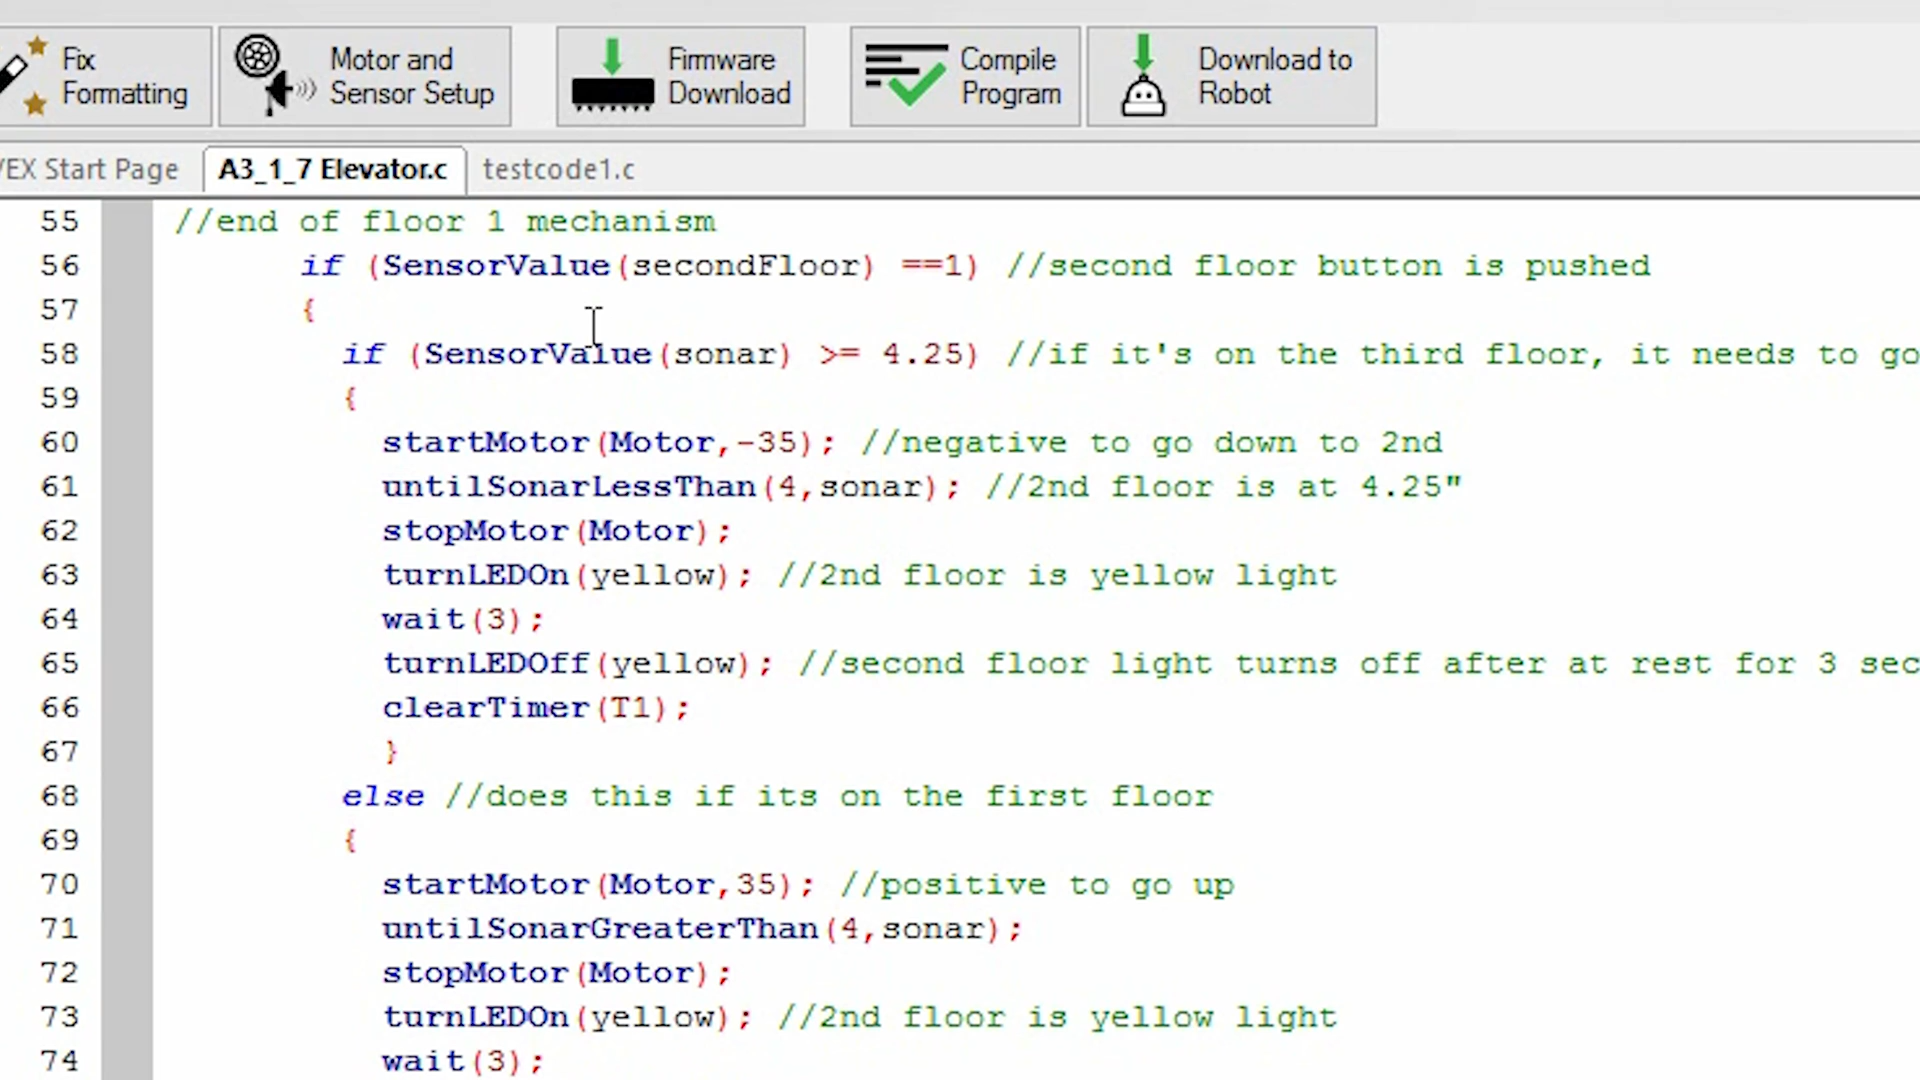 Fix Formatting
Motor and Sensor Setup
Firmware Download
Compile Program
Download to Robot
EX Start Page
A3_1_7 Elevator.c
testcode1.c
55 //end of floor 1 mechanism
56 if (SensorValue(secondFloor) ==1) //second floor button is pushed
57 {
58 if (SensorValue(sonar) >= 4.25) //if it's on the third floor, it needs to go
59 {
60 startMotor(Motor,-35); //negative to go down to 2nd
61 untilSonarLessThan(4,sonar); //2nd floor is at 4.25"
62 stopMotor(Motor);
63 turnLEDOn(yellow); //2nd floor is yellow light
64 wait(3);
65 turnLEDOff(yellow); //second floor light turns off after at rest for 3 sec
66 clearTimer(T1);
67 }
68 else //does this if its on the first floor
69 {
70 startMotor(Motor,35); //positive to go up
71 untilSonarGreaterThan(4,sonar);
72 stopMotor(Motor);
73 turnLEDOn(yellow); //2nd floor is yellow light
74 wait(3);